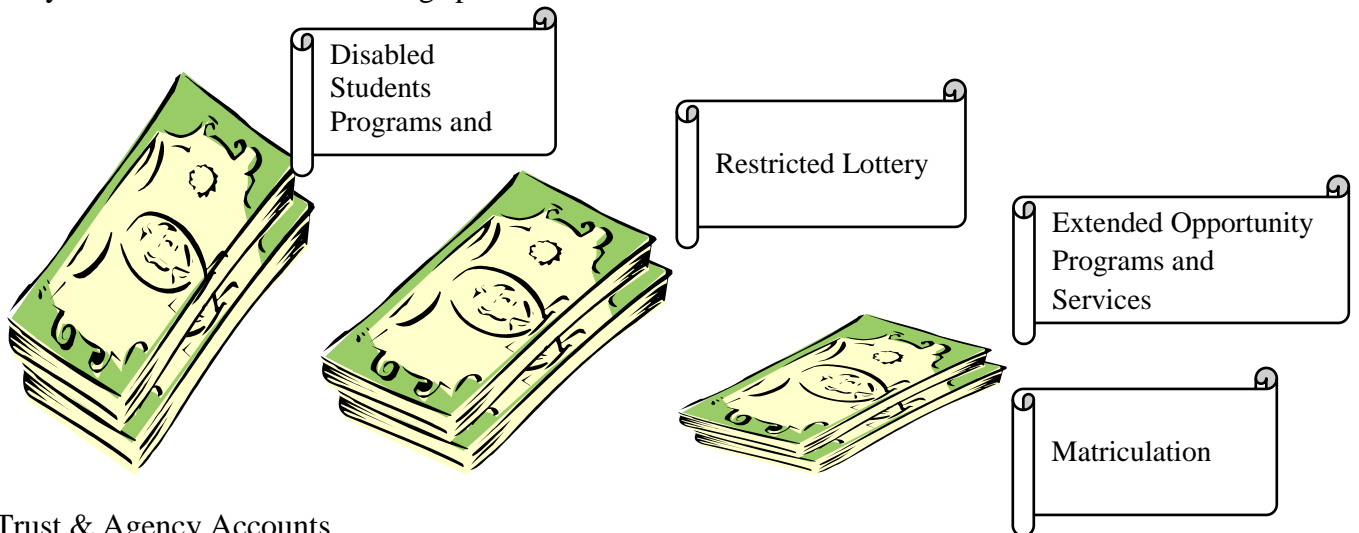 Disabled
Students
Programs and
Restricted Lottery
Extended Opportunity
Programs and
Services
Matriculation
Trust & Agency Accounts